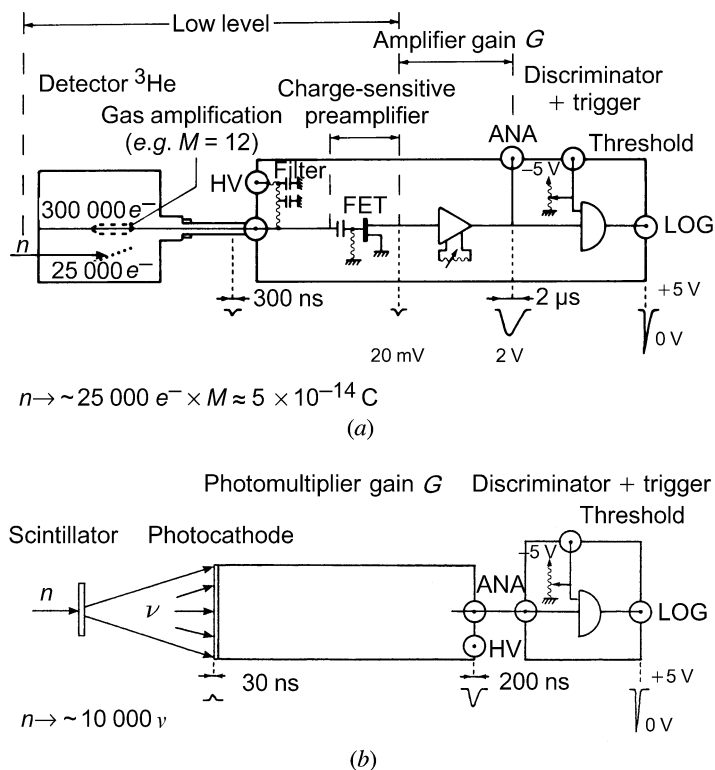 Low level
Amplifier gain G
Detector ³He
Discriminator
+ trigger
Gas amplification
(e.g. M = 12)
Charge-sensitive
preamplifier
ANA
Threshold
HV
Filter
–5 V
300 000 e⁻
FET
LOG
n
25 000 e⁻
300 ns
2 µs
+5 V
0 V
20 mV
2 V
n→ ~25 000 e⁻ × M ≈ 5 × 10⁻¹⁴ C
(a)
Photomultiplier gain G
Discriminator + trigger
Threshold
Scintillator
Photocathode
–5 V
ANA
n
ν
LOG
HV
30 ns
200 ns
+5 V
0 V
n→ ~ 10 000 ν
(b)